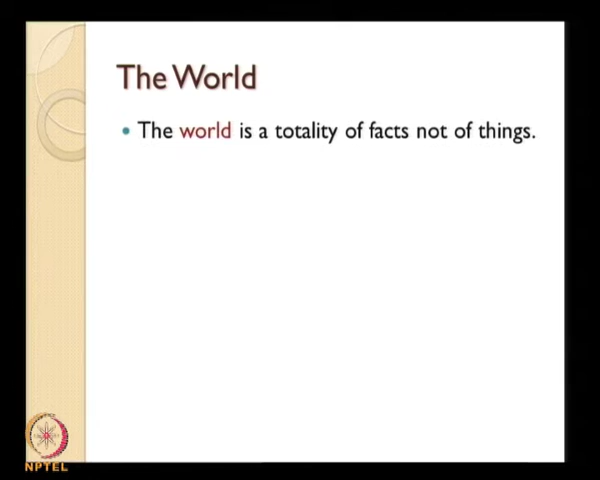 The World
• The world is a totality of facts not of things.
NPTEL